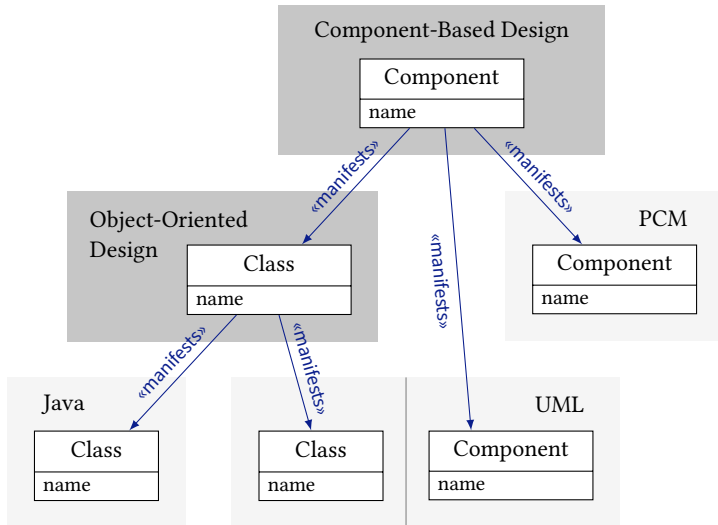 Component-Based Design
Component
name
«manifests»
«manifests»
«manifests»
Object-Oriented
Design
Class
name
PCM
Component
name
«manifests»
«manifests»
Java
Class
name
Class
name
UML
Component
name